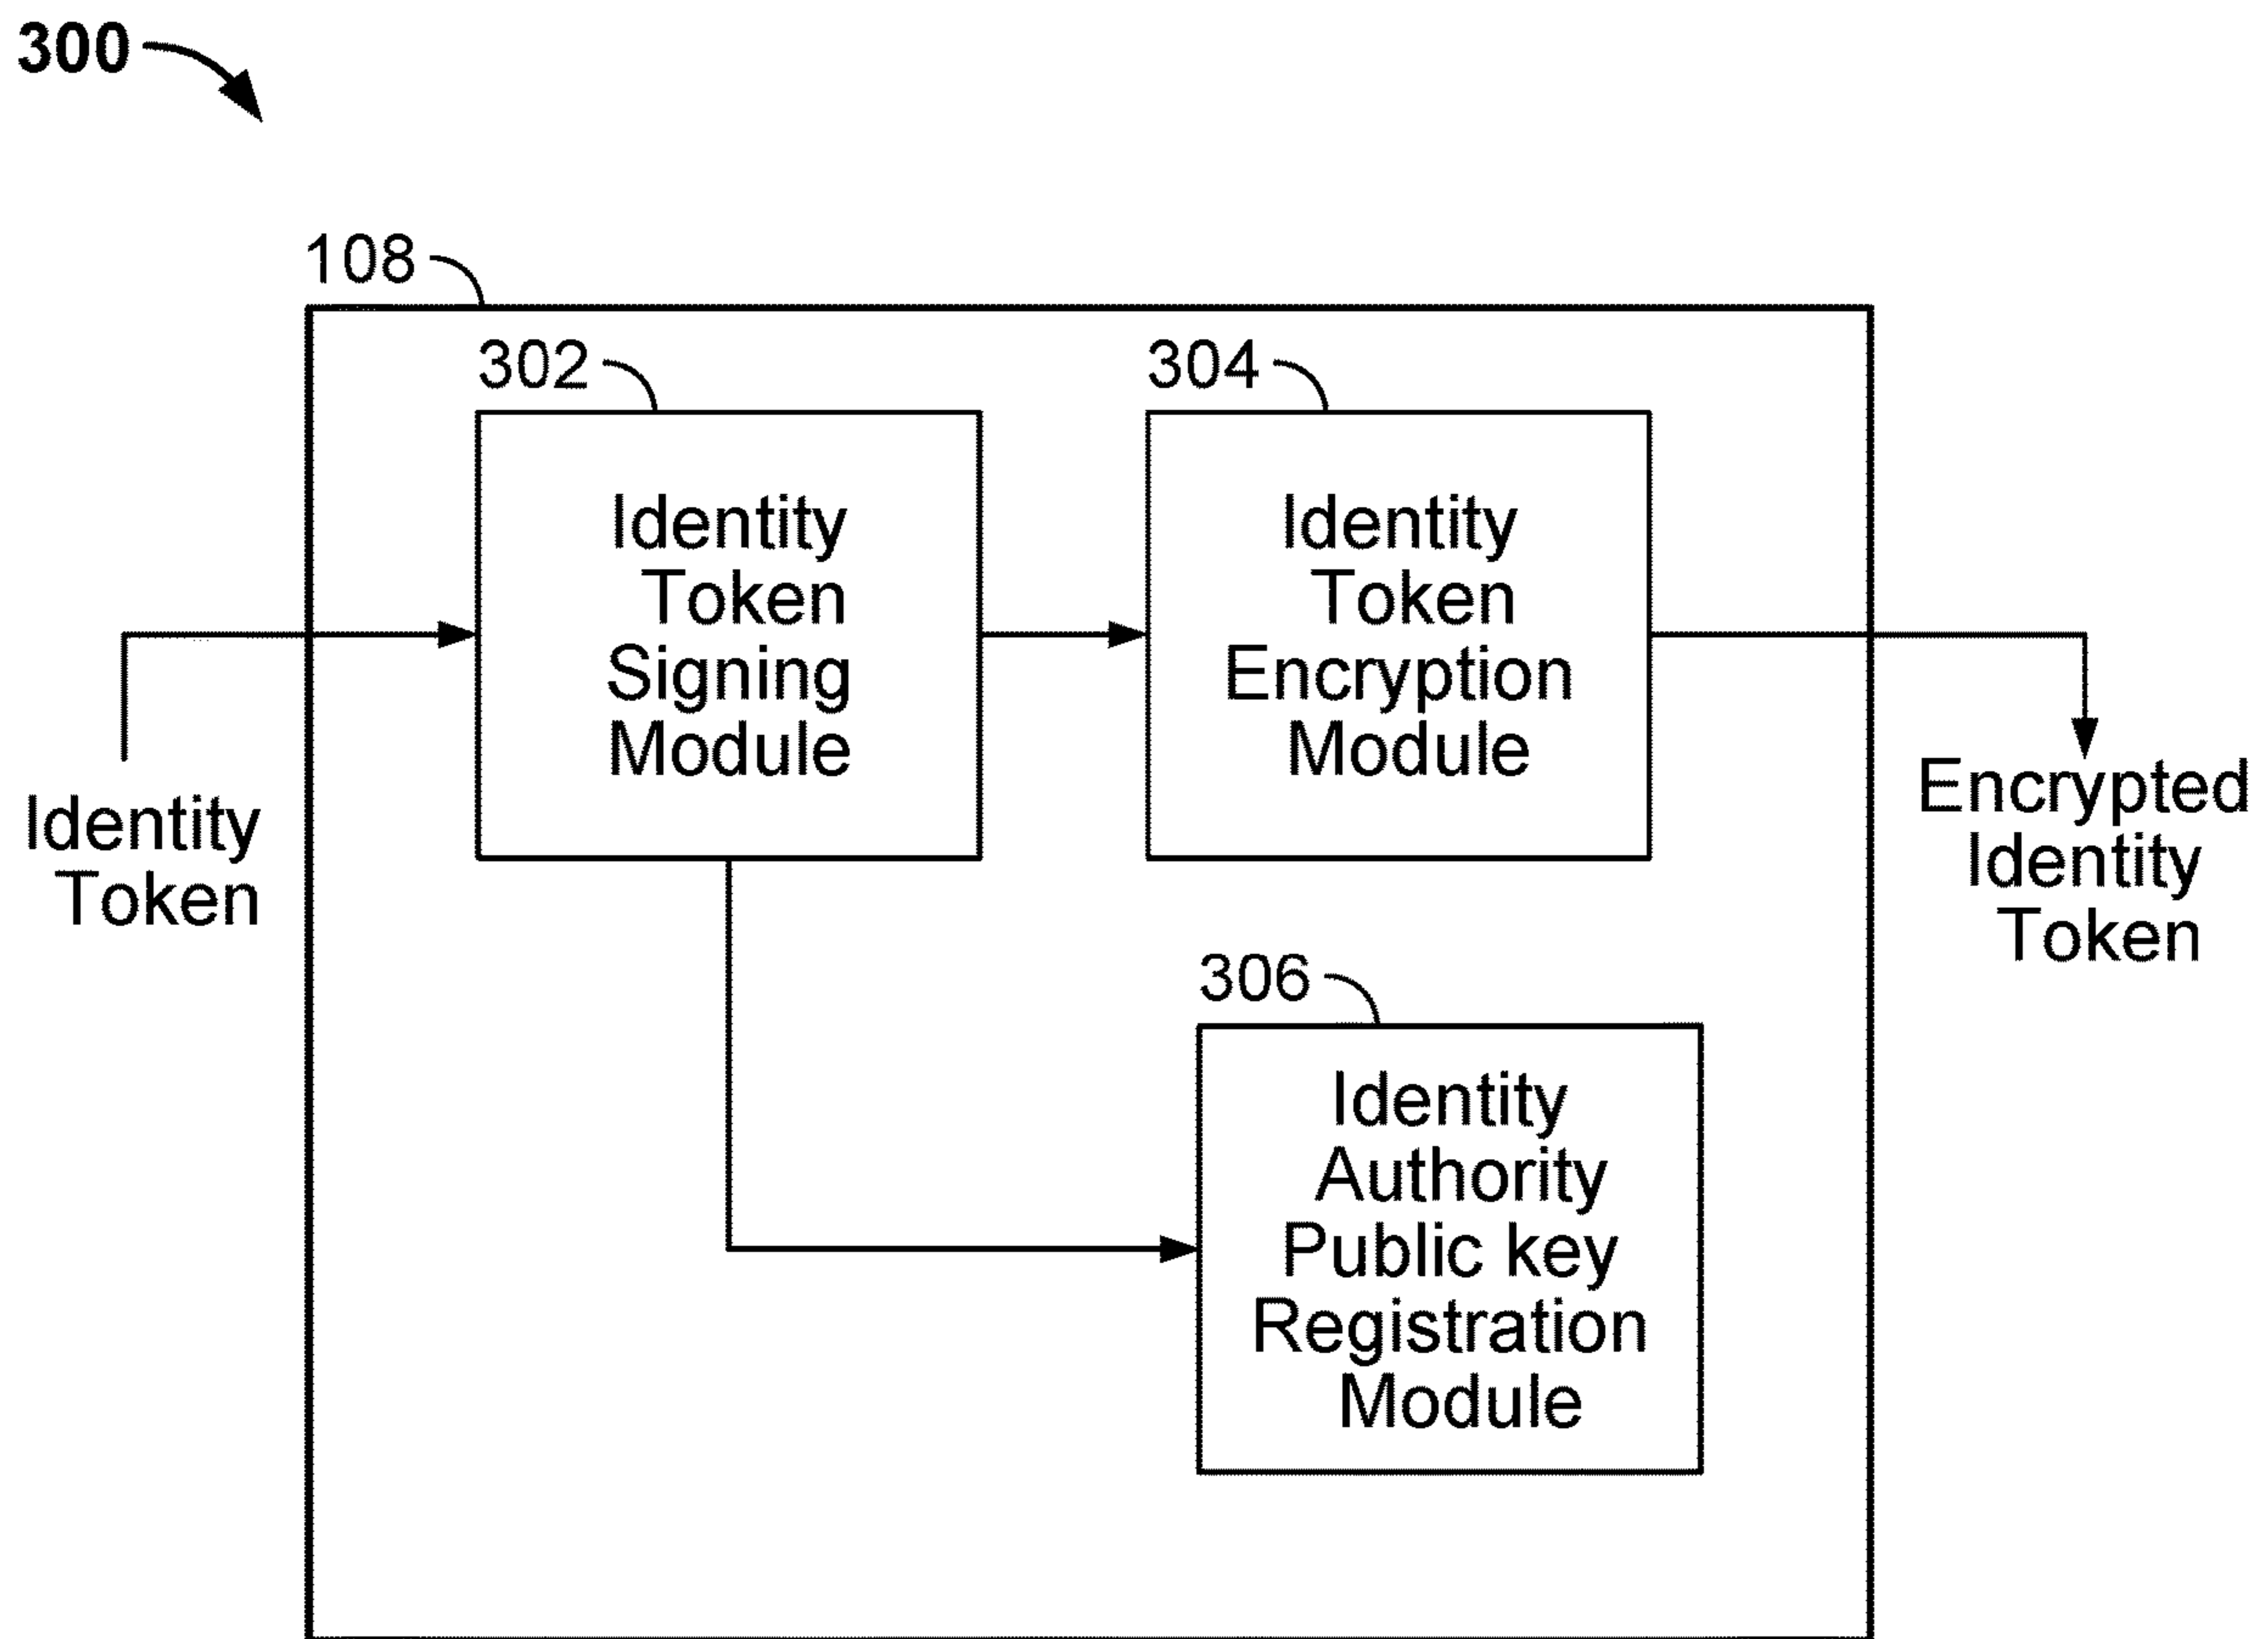 300
108
302
304
Identity
Token
Signing
Module
Identity
Token
Encryption
Module
Identity
Token
Encrypted
Identity
Token
306
Identity
Authority
Public key
Registration
Module